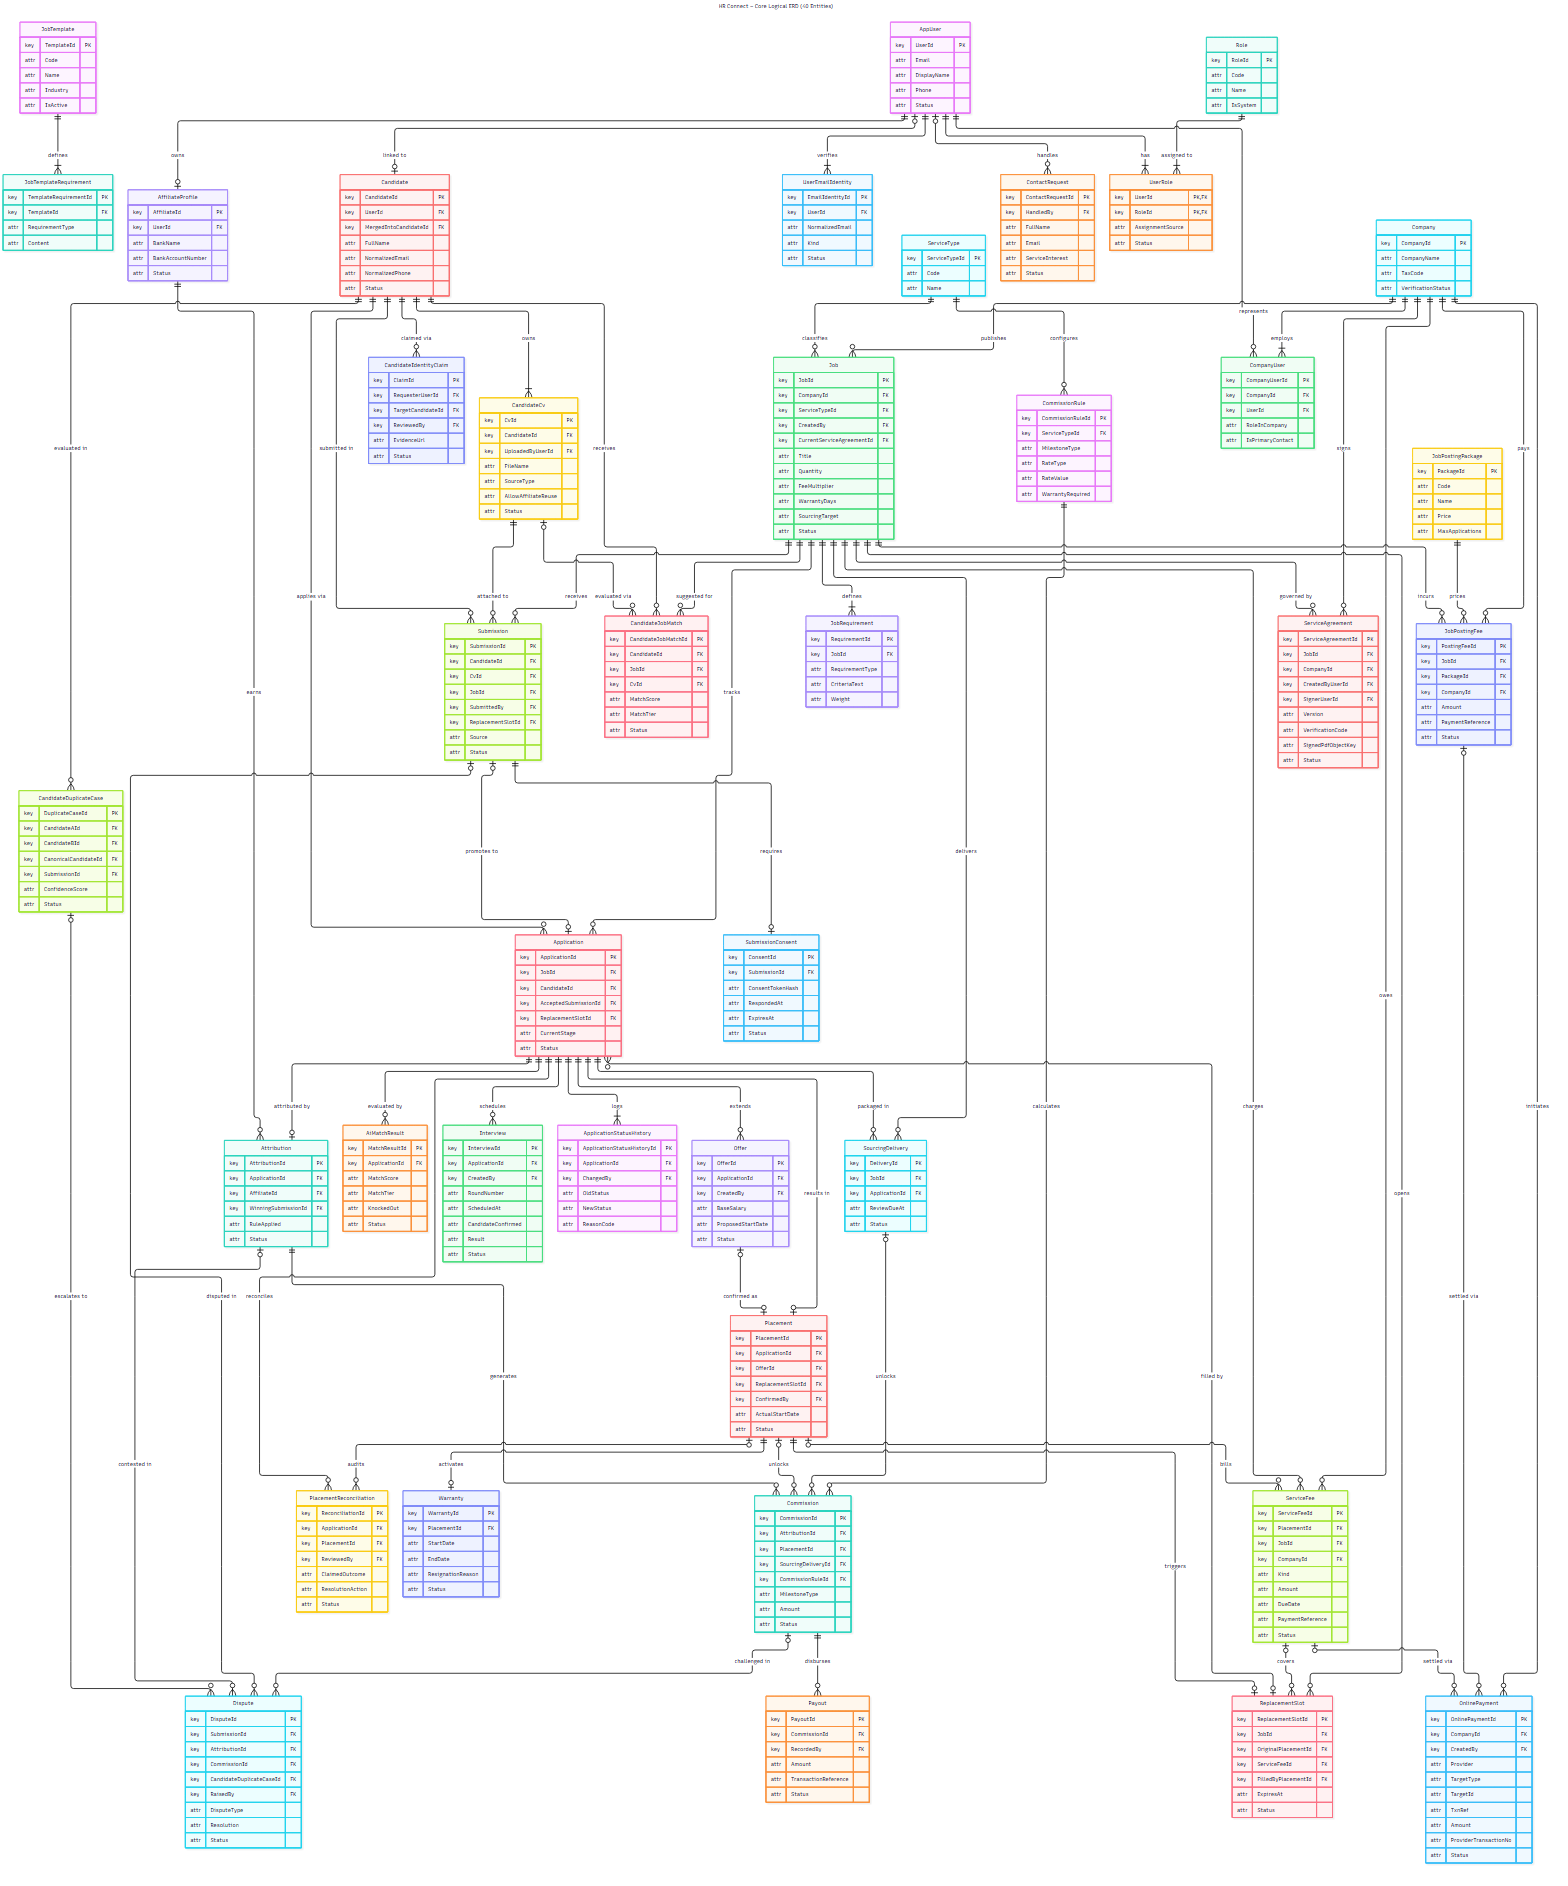 HR Connect – Core Logical ERD (40 Entities)
JobTemplate
key TemplateId PK
attr Code
attr Name
attr Industry
attr IsActive
AppUser
key UserId PK
attr Email
attr DisplayName
attr Phone
attr Status
Role
key RoleId PK
attr Code
attr Name
attr IsSystem
defines
owns
linked to
verifies
handles
has
assigned to
JobTemplateRequirement
key TemplateRequirementId PK
key TemplateId FK
attr RequirementType
attr Content
AffiliateProfile
key AffiliateId PK
key UserId FK
attr BankName
attr BankAccountNumber
attr Status
Candidate
key CandidateId PK
key UserId FK
key MergedIntoCandidateId FK
attr FullName
attr NormalizedEmail
attr NormalizedPhone
attr Status
UserEmailIdentity
key EmailIdentityId PK
key UserId FK
attr NormalizedEmail
attr Kind
attr Status
ContactRequest
key ContactRequestId PK
key HandledBy FK
attr FullName
attr Email
attr ServiceInterest
attr Status
UserRole
key UserId PK,FK
key RoleId PK,FK
attr AssignmentSource
attr Status
ServiceType
key ServiceTypeId PK
attr Code
attr Name
Company
key CompanyId PK
attr CompanyName
attr TaxCode
attr VerificationStatus
represents
claimed via
owns
classifies
publishes
configures
employs
CandidateIdentityClaim
key ClaimId PK
key RequesterUserId FK
key TargetCandidateId FK
key ReviewedBy FK
attr EvidenceUrl
attr Status
CandidateCv
key CvId PK
key CandidateId FK
key UploadedByUserId FK
attr FileName
attr SourceType
attr AllowAffiliateReuse
attr Status
Job
key JobId PK
key CompanyId FK
key ServiceTypeId FK
key CreatedBy FK
key CurrentServiceAgreementId FK
attr Title
attr Quantity
attr FeeMultiplier
attr WarrantyDays
attr SourcingTarget
attr Status
CommissionRule
key CommissionRuleId PK
key ServiceTypeId FK
attr MilestoneType
attr RateType
attr RateValue
attr WarrantyRequired
CompanyUser
key CompanyUserId PK
key CompanyId FK
key UserId FK
attr RoleInCompany
attr IsPrimaryContact
JobPostingPackage
key PackageId PK
attr Code
attr Name
attr Price
attr MaxApplications
evaluated in
submitted in
receives
signs
pays
applies via
attached to
receives
evaluated via
suggested for
defines
governed by
incurs
prices
Submission
key SubmissionId PK
key CandidateId FK
key CvId FK
key JobId FK
key SubmittedBy FK
key ReplacementSlotId FK
attr Source
attr Status
CandidateJobMatch
key CandidateJobMatchId PK
key CandidateId FK
key JobId FK
key CvId FK
attr MatchScore
attr MatchTier
attr Status
JobRequirement
key RequirementId PK
key JobId FK
attr RequirementType
attr CriteriaText
attr Weight
ServiceAgreement
key ServiceAgreementId PK
key JobId FK
key CompanyId FK
key CreatedByUserId FK
key SignerUserId FK
attr Version
attr VerificationCode
attr SignedPdfObjectKey
attr Status
JobPostingFee
key PostingFeeId PK
key JobId FK
key PackageId FK
key CompanyId FK
attr Amount
attr PaymentReference
attr Status
earns
tracks
CandidateDuplicateCase
key DuplicateCaseId PK
key CandidateAId FK
key CandidateBId FK
key CanonicalCandidateId FK
key SubmissionId FK
attr ConfidenceScore
attr Status
promotes to
requires
delivers
owes
Application
key ApplicationId PK
key JobId FK
key CandidateId FK
key AcceptedSubmissionId FK
key ReplacementSlotId FK
attr CurrentStage
attr Status
SubmissionConsent
key ConsentId PK
key SubmissionId FK
attr ConsentTokenHash
attr RespondedAt
attr ExpiresAt
attr Status
attributed by
evaluated by
schedules
logs
extends
packaged in
calculates
charges
initiates
Attribution
key AttributionId PK
key ApplicationId FK
key AffiliateId FK
key WinningSubmissionId FK
attr RuleApplied
attr Status
AiMatchResult
key MatchResultId PK
key ApplicationId FK
attr MatchScore
attr MatchTier
attr KnockedOut
attr Status
Interview
key InterviewId PK
key ApplicationId FK
key CreatedBy FK
attr RoundNumber
attr ScheduledAt
attr CandidateConfirmed
attr Result
attr Status
ApplicationStatusHistory
key ApplicationStatusHistoryId PK
key ApplicationId FK
key ChangedBy FK
attr OldStatus
attr NewStatus
attr ReasonCode
Offer
key OfferId PK
key ApplicationId FK
key CreatedBy FK
attr BaseSalary
attr ProposedStartDate
attr Status
SourcingDelivery
key DeliveryId PK
key JobId FK
key ApplicationId FK
attr ReviewDueAt
attr Status
results in
opens
escalates to
disputed in
reconciles
confirmed as
settled via
Placement
key PlacementId PK
key ApplicationId FK
key OfferId FK
key ReplacementSlotId FK
key ConfirmedBy FK
attr ActualStartDate
attr Status
generates
unlocks
filled by
contested in
audits
activates
unlocks
bills
PlacementReconciliation
key ReconciliationId PK
key ApplicationId FK
key PlacementId FK
key ReviewedBy FK
attr ClaimedOutcome
attr ResolutionAction
attr Status
Warranty
key WarrantyId PK
key PlacementId FK
attr StartDate
attr EndDate
attr ResignationReason
attr Status
Commission
key CommissionId PK
key AttributionId FK
key PlacementId FK
key SourcingDeliveryId FK
key CommissionRuleId FK
attr MilestoneType
attr Amount
attr Status
ServiceFee
key ServiceFeeId PK
key PlacementId FK
key JobId FK
key CompanyId FK
attr Kind
attr Amount
attr DueDate
attr PaymentReference
attr Status
triggers
challenged in
disburses
covers
settled via
Dispute
key DisputeId PK
key SubmissionId FK
key AttributionId FK
key CommissionId FK
key CandidateDuplicateCaseId FK
key RaisedBy FK
attr DisputeType
attr Resolution
attr Status
Payout
key PayoutId PK
key CommissionId FK
key RecordedBy FK
attr Amount
attr TransactionReference
attr Status
ReplacementSlot
key ReplacementSlotId PK
key JobId FK
key OriginalPlacementId FK
key ServiceFeeId FK
key FilledByPlacementId FK
attr ExpiresAt
attr Status
OnlinePayment
key OnlinePaymentId PK
key CompanyId FK
key CreatedBy FK
attr Provider
attr TargetType
attr TargetId
attr TxnRef
attr Amount
attr ProviderTransactionNo
attr Status